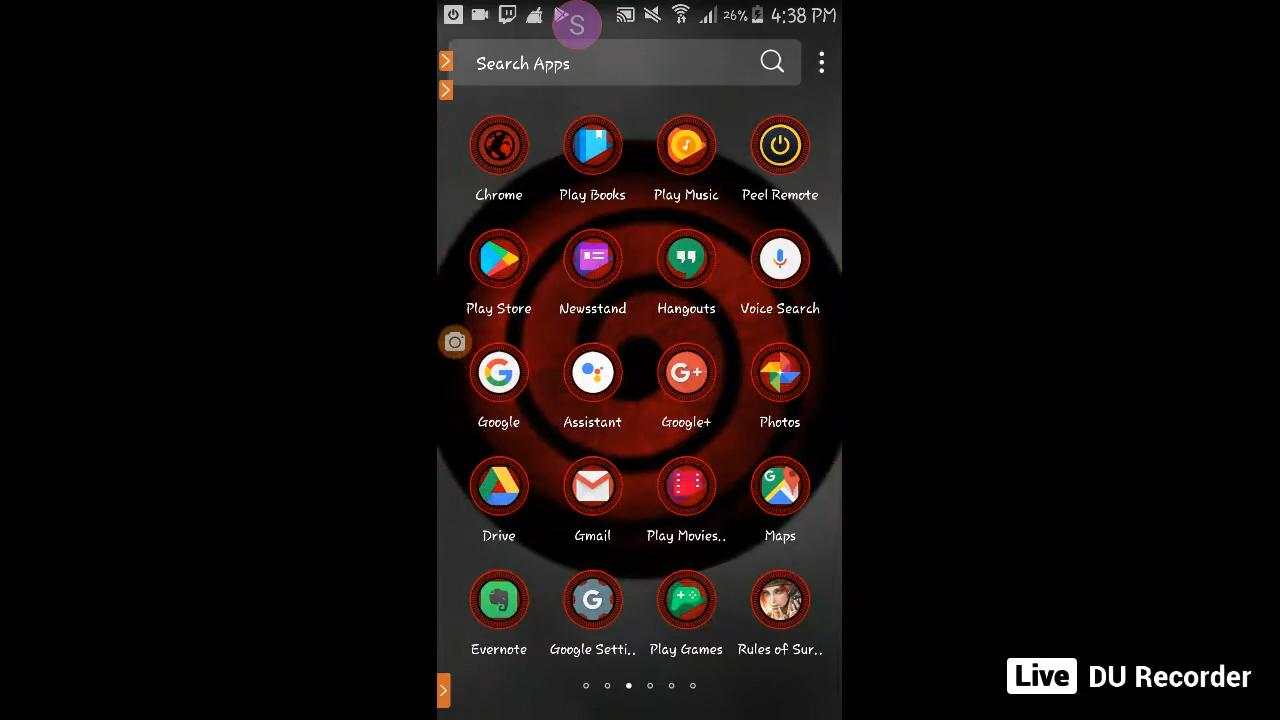 S
26% 4:38 PM
Search Apps
Chrome Play Books Play Music Peel Remote
Play Store Newsstand Hangouts Voice Search
G G+
Google Assistant Google+ Photos
G
Drive Gmail Play Movies.. Maps
G
Evernote Google Setti.. Play Games Rules of Sur..
Live DU Recorder